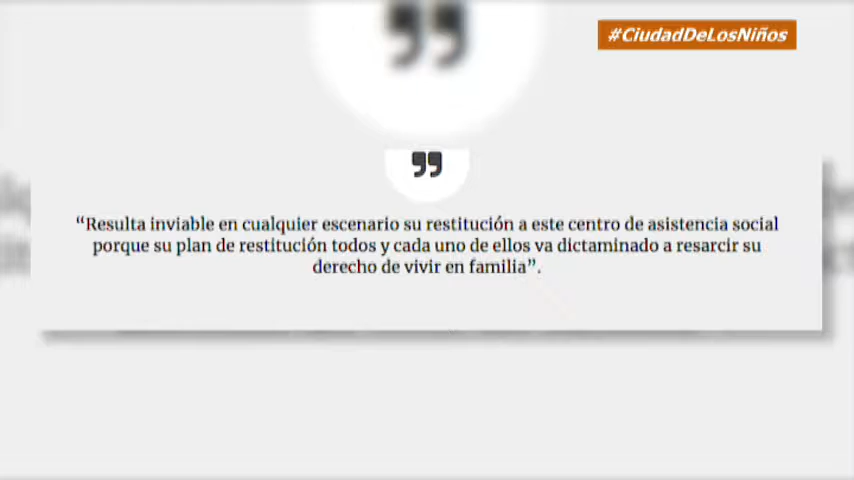 #CiudadDeLosNiños
“Resulta inviable en cualquier escenario su restitución a este centro de asistencia social
porque su plan de restitución todos y cada uno de ellos va dictaminado a resarcir su
derecho de vivir en familia”.